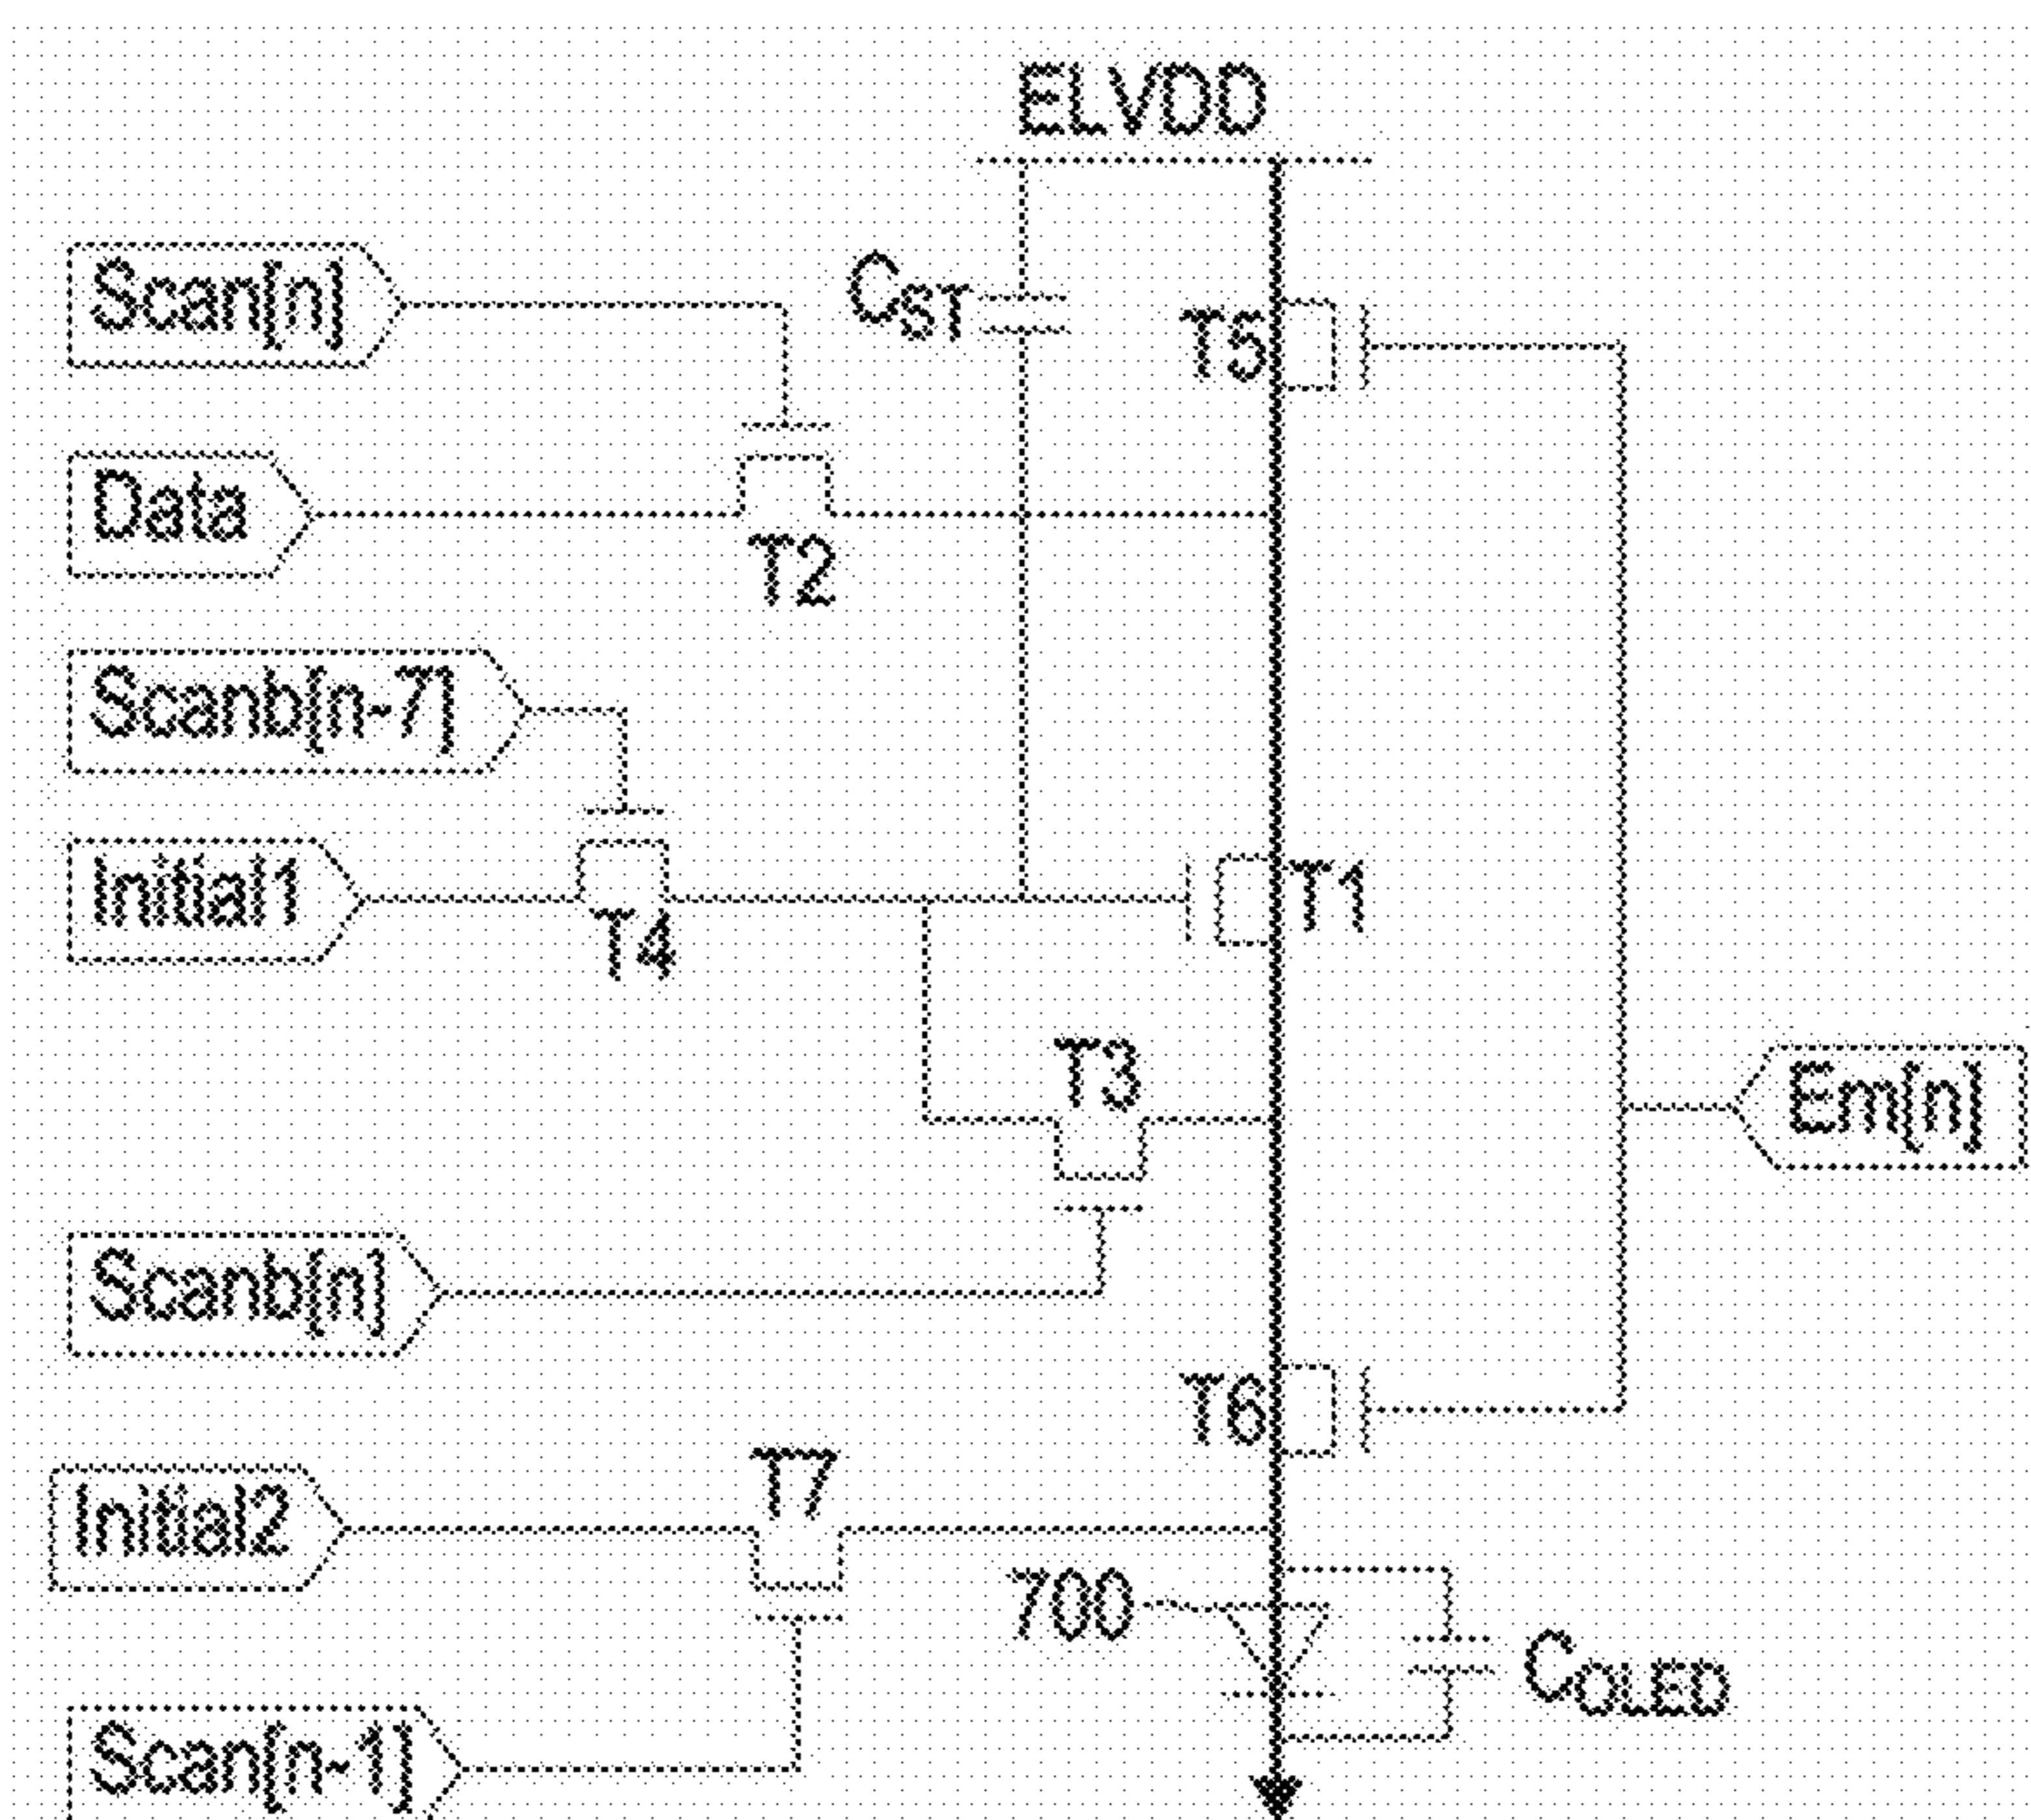 ELVDD
Scan[n]
CST
T5
Data
T2
Scanb[n-7]
Initial1
T1
T4
T3
Em[n]
Scanb[n]
T6
T7
Initial2
700
COLED
Scan[n-1]